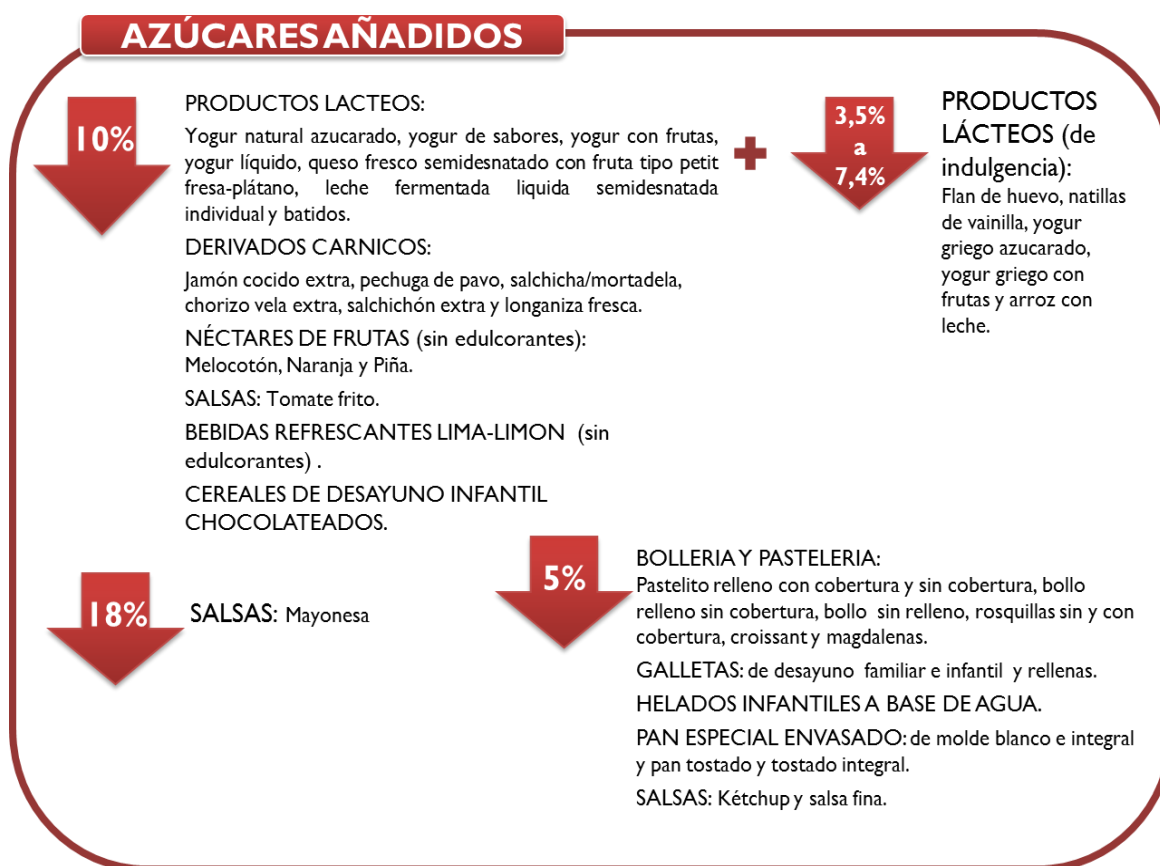 AZÚCARES AÑADIDOS
10%
PRODUCTOS LACTEOS:
Yogur natural azucarado, yogur de sabores, yogur con frutas,
yogur líquido, queso fresco semidesnatado con fruta tipo petit
fresa-plátano, leche fermentada liquida semidesnatada
individual y batidos.
DERIVADOS CARNICOS:
Jamón cocido extra, pechuga de pavo, salchicha/mortadela,
chorizo vela extra, salchichón extra y longaniza fresca.
NÉCTARES DE FRUTAS (sin edulcorantes):
Melocotón, Naranja y Piña.
SALSAS: Tomate frito.
BEBIDAS REFRESCANTES LIMA-LIMON (sin
edulcorantes) .
CEREALES DE DESAYUNO INFANTIL
CHOCOLATEADOS.
3,5%
a
7,4%
PRODUCTOS
LÁCTEOS (de
indulgencia):
Flan de huevo, natillas
de vainilla, yogur
griego azucarado,
yogur griego con
frutas y arroz con
leche.
18%
SALSAS: Mayonesa
5%
BOLLERIA Y PASTELERIA:
Pastelito relleno con cobertura y sin cobertura, bollo
relleno sin cobertura, bollo sin relleno, rosquillas sin y con
cobertura, croissant y magdalenas.
GALLETAS: de desayuno familiar e infantil y rellenas.
HELADOS INFANTILES A BASE DE AGUA.
PAN ESPECIAL ENVASADO: de molde blanco e integral
y pan tostado y tostado integral.
SALSAS: Kétchup y salsa fina.